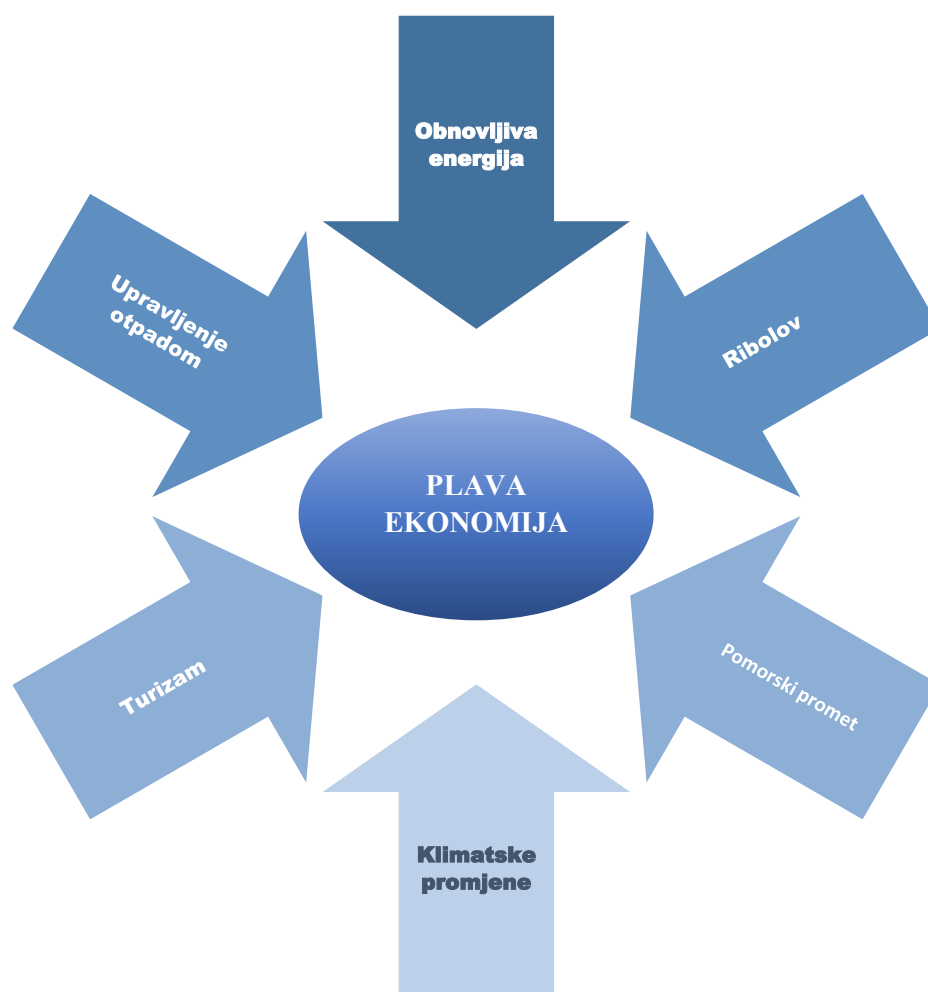 Obnovljiva
energija
Upravljenje
otpadom
Ribolov
PLAVA
EKONOMIJA
Turizam
Pomorski promet
Klimatske
promjene